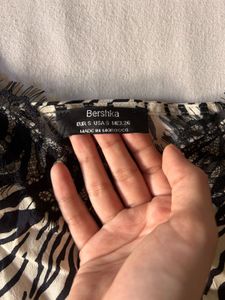 Bershka
EUR S USA S MEX 26
MADE IN MOROCCO